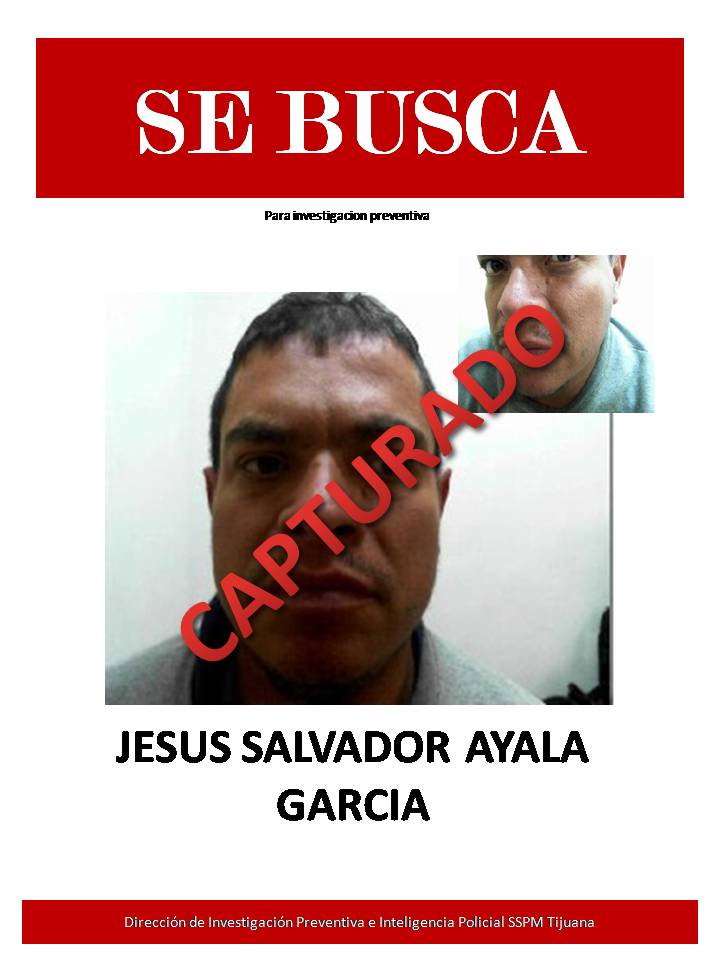 SE BUSCA
Para investigacion preventiva
CAPTURADO
JESUS SALVADOR AYALA
GARCIA
Dirección de Investigación Preventiva e Inteligencia Policial SSPM Tijuana